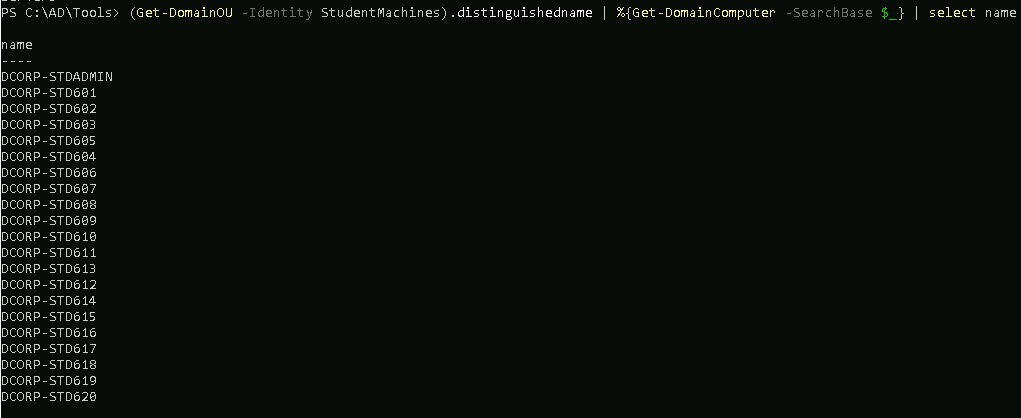 PS C:\AD\Tools> (Get-DomainOU -Identity StudentMachines).distinguishedname | %{Get-DomainComputer -SearchBase $_} | select name
name
----
DCORP-STDADMIN
DCORP-STD601
DCORP-STD602
DCORP-STD603
DCORP-STD605
DCORP-STD604
DCORP-STD606
DCORP-STD607
DCORP-STD608
DCORP-STD609
DCORP-STD610
DCORP-STD611
DCORP-STD613
DCORP-STD612
DCORP-STD614
DCORP-STD615
DCORP-STD616
DCORP-STD617
DCORP-STD618
DCORP-STD619
DCORP-STD620